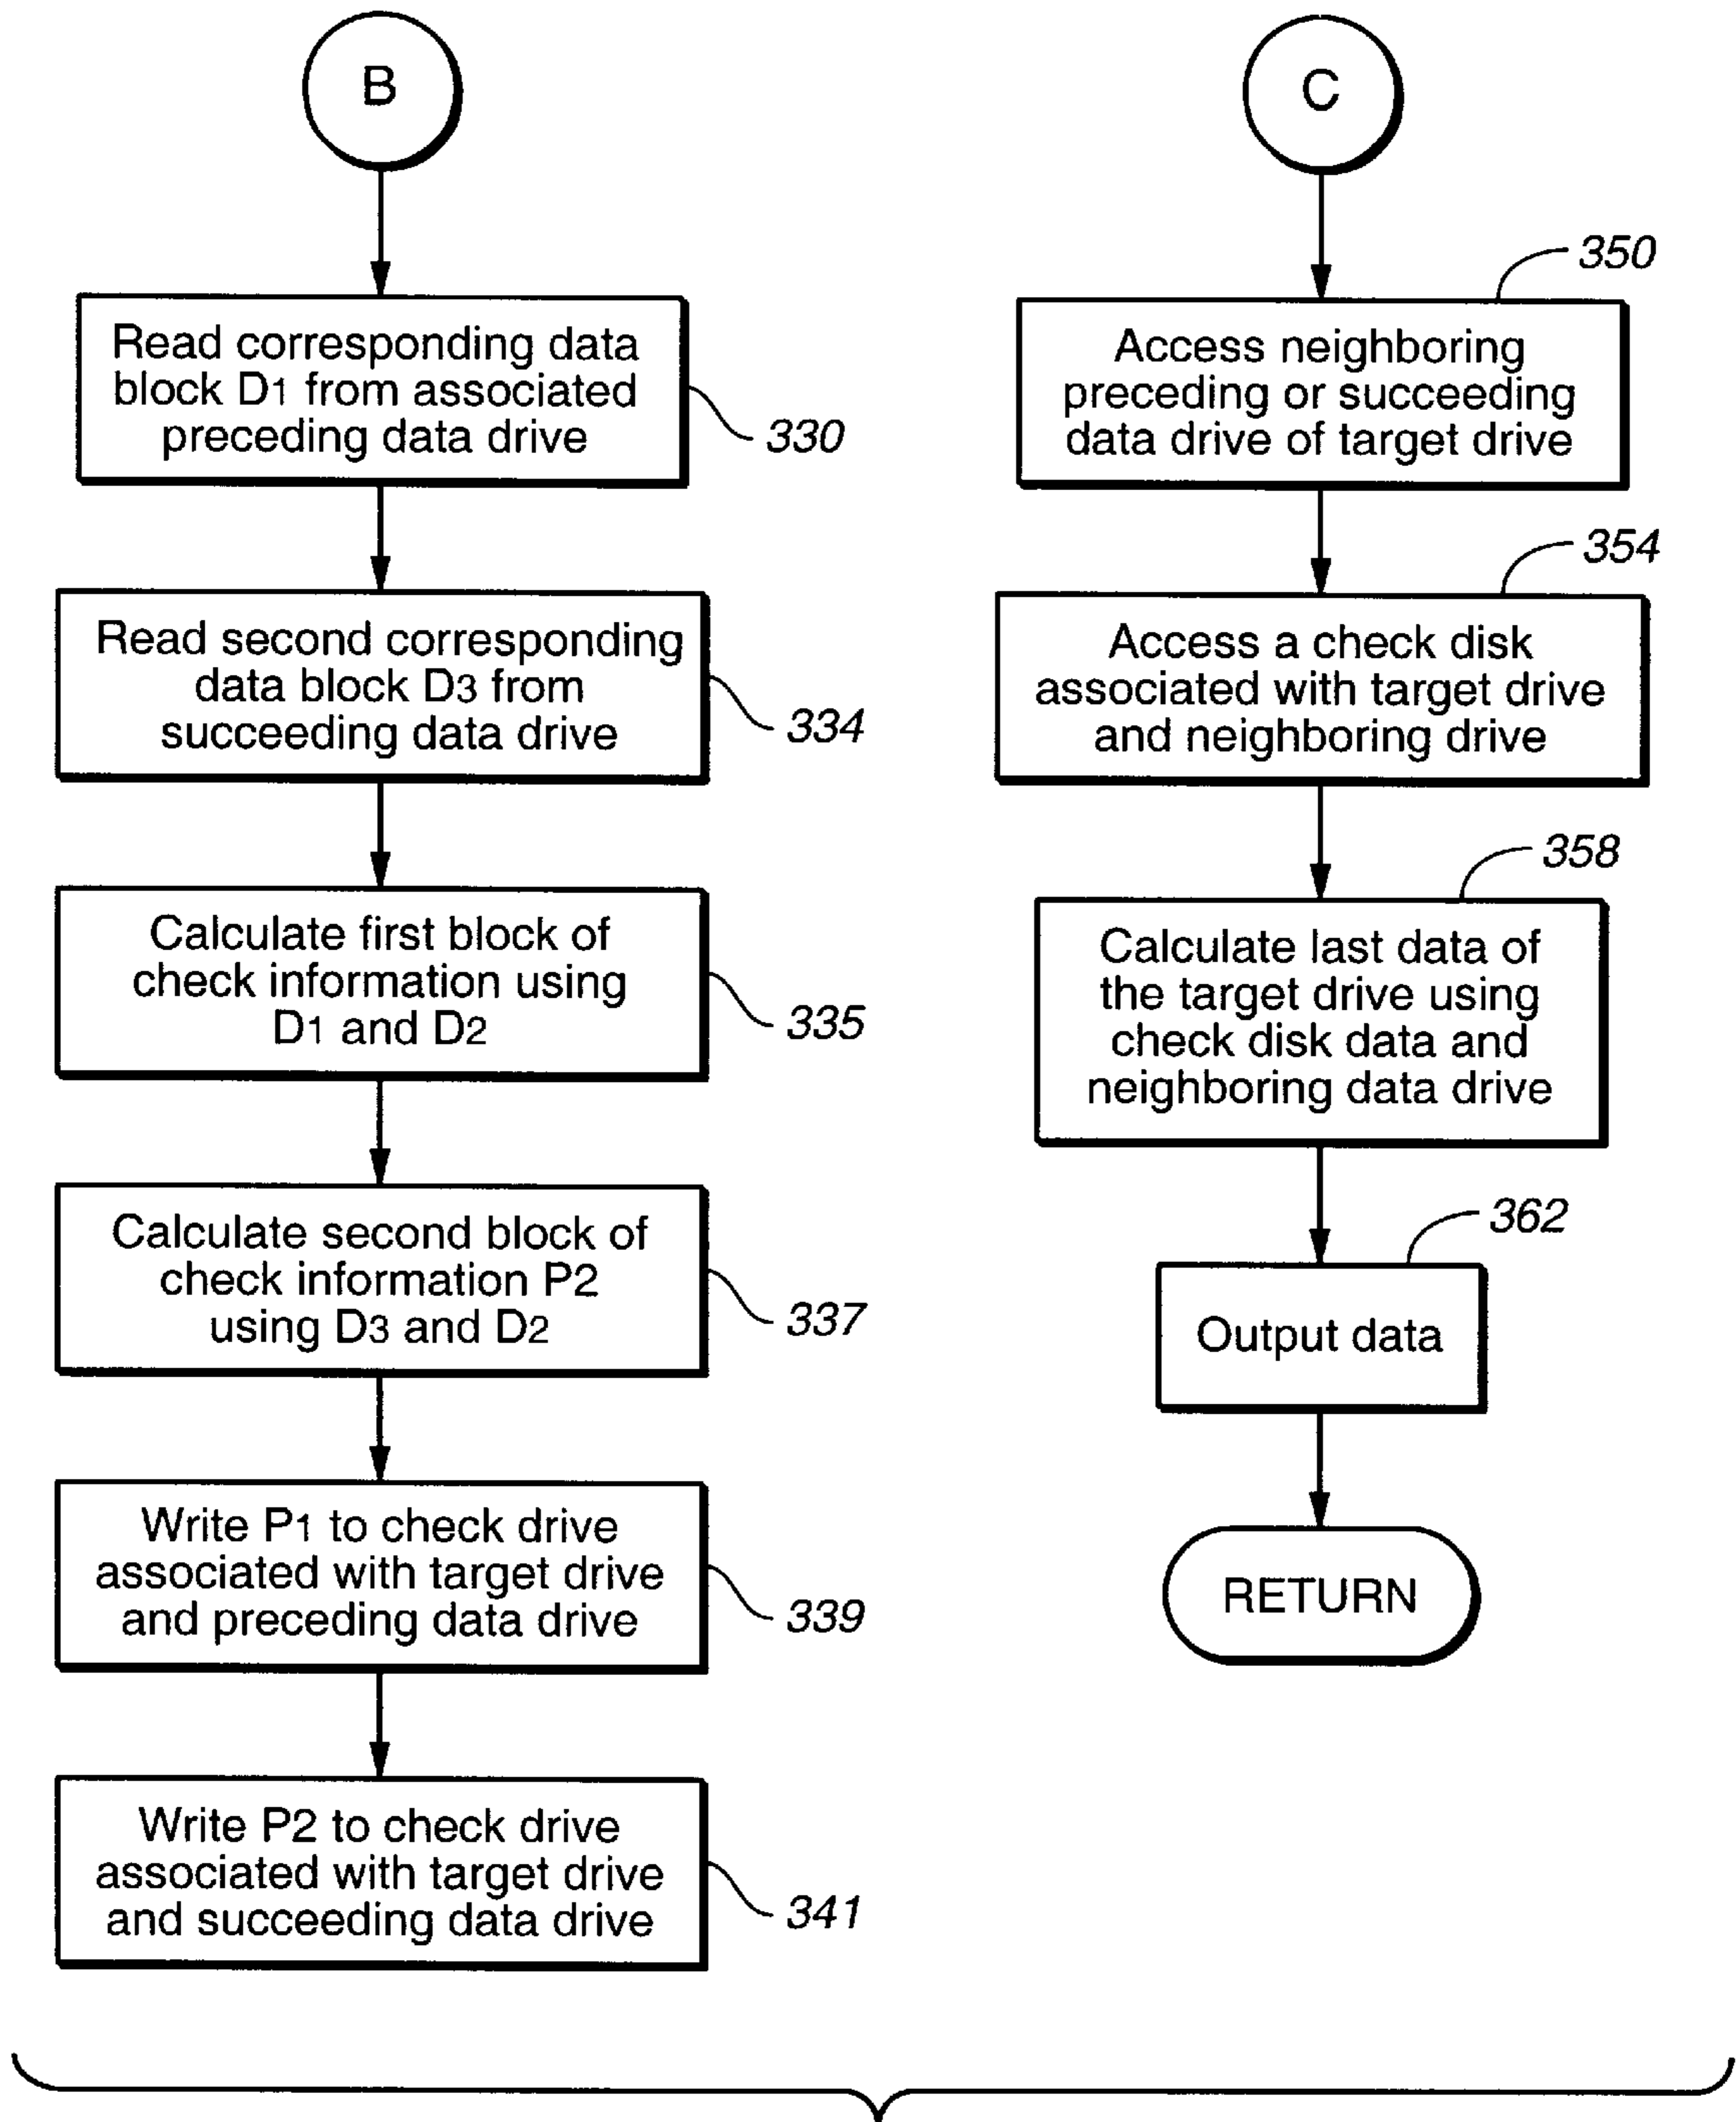 B
Read corresponding data
block D1 from associated
preceding data drive
330
Read second corresponding
data block D3 from
succeeding data drive
334
Calculate first block of
check information using
D1 and D2
335
Calculate second block of
check information P2
using D3 and D2
337
Write P1 to check drive
associated with target drive
and preceding data drive
339
Write P2 to check drive
associated with target drive
and succeeding data drive
341
C
350
Access neighboring
preceding or succeeding
data drive of target drive
354
Access a check disk
associated with target drive
and neighboring drive
358
Calculate last data of
the target drive using
check disk data and
neighboring data drive
362
Output data
RETURN